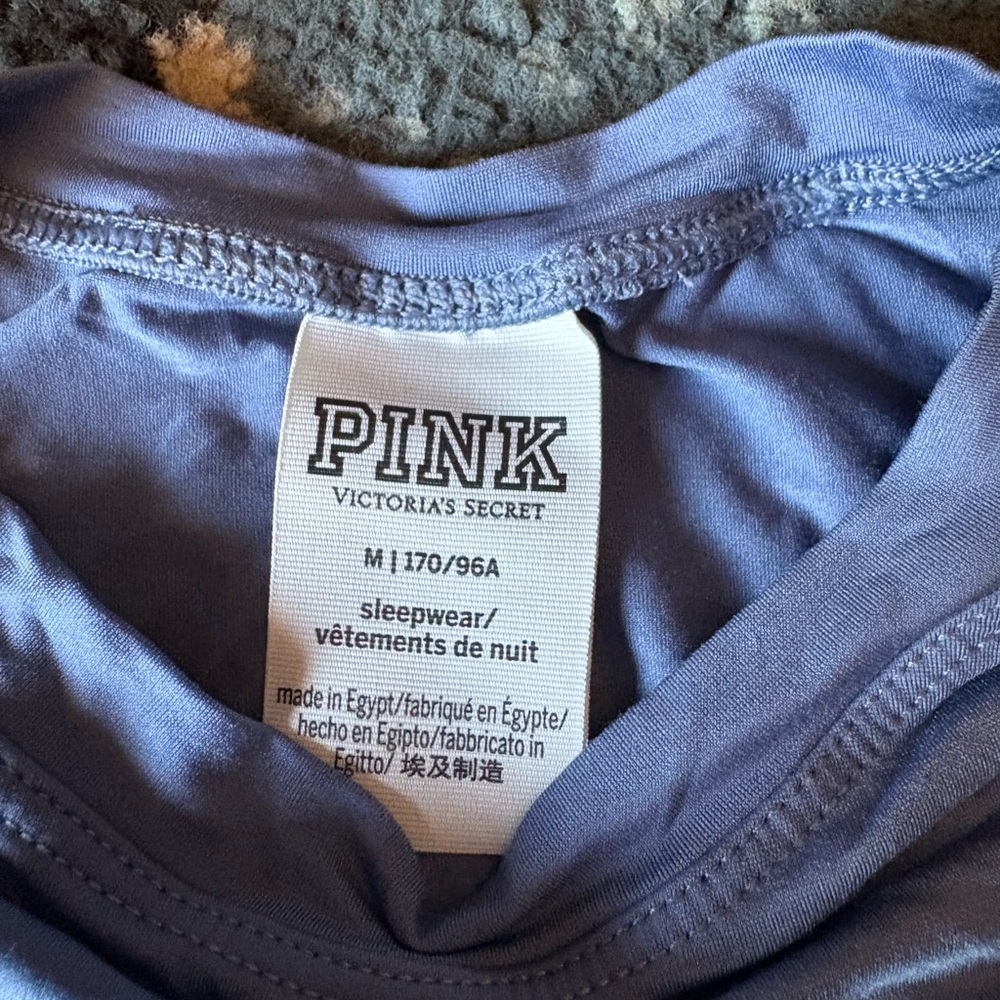 PINK
VICTORIA'S SECRET
M | 170/96A
sleepwear/
vêtements de nuit
made in Egypt/fabriqué en Égypte/
hecho en Egipto/fabbricato in
Egitto/ 埃及制造